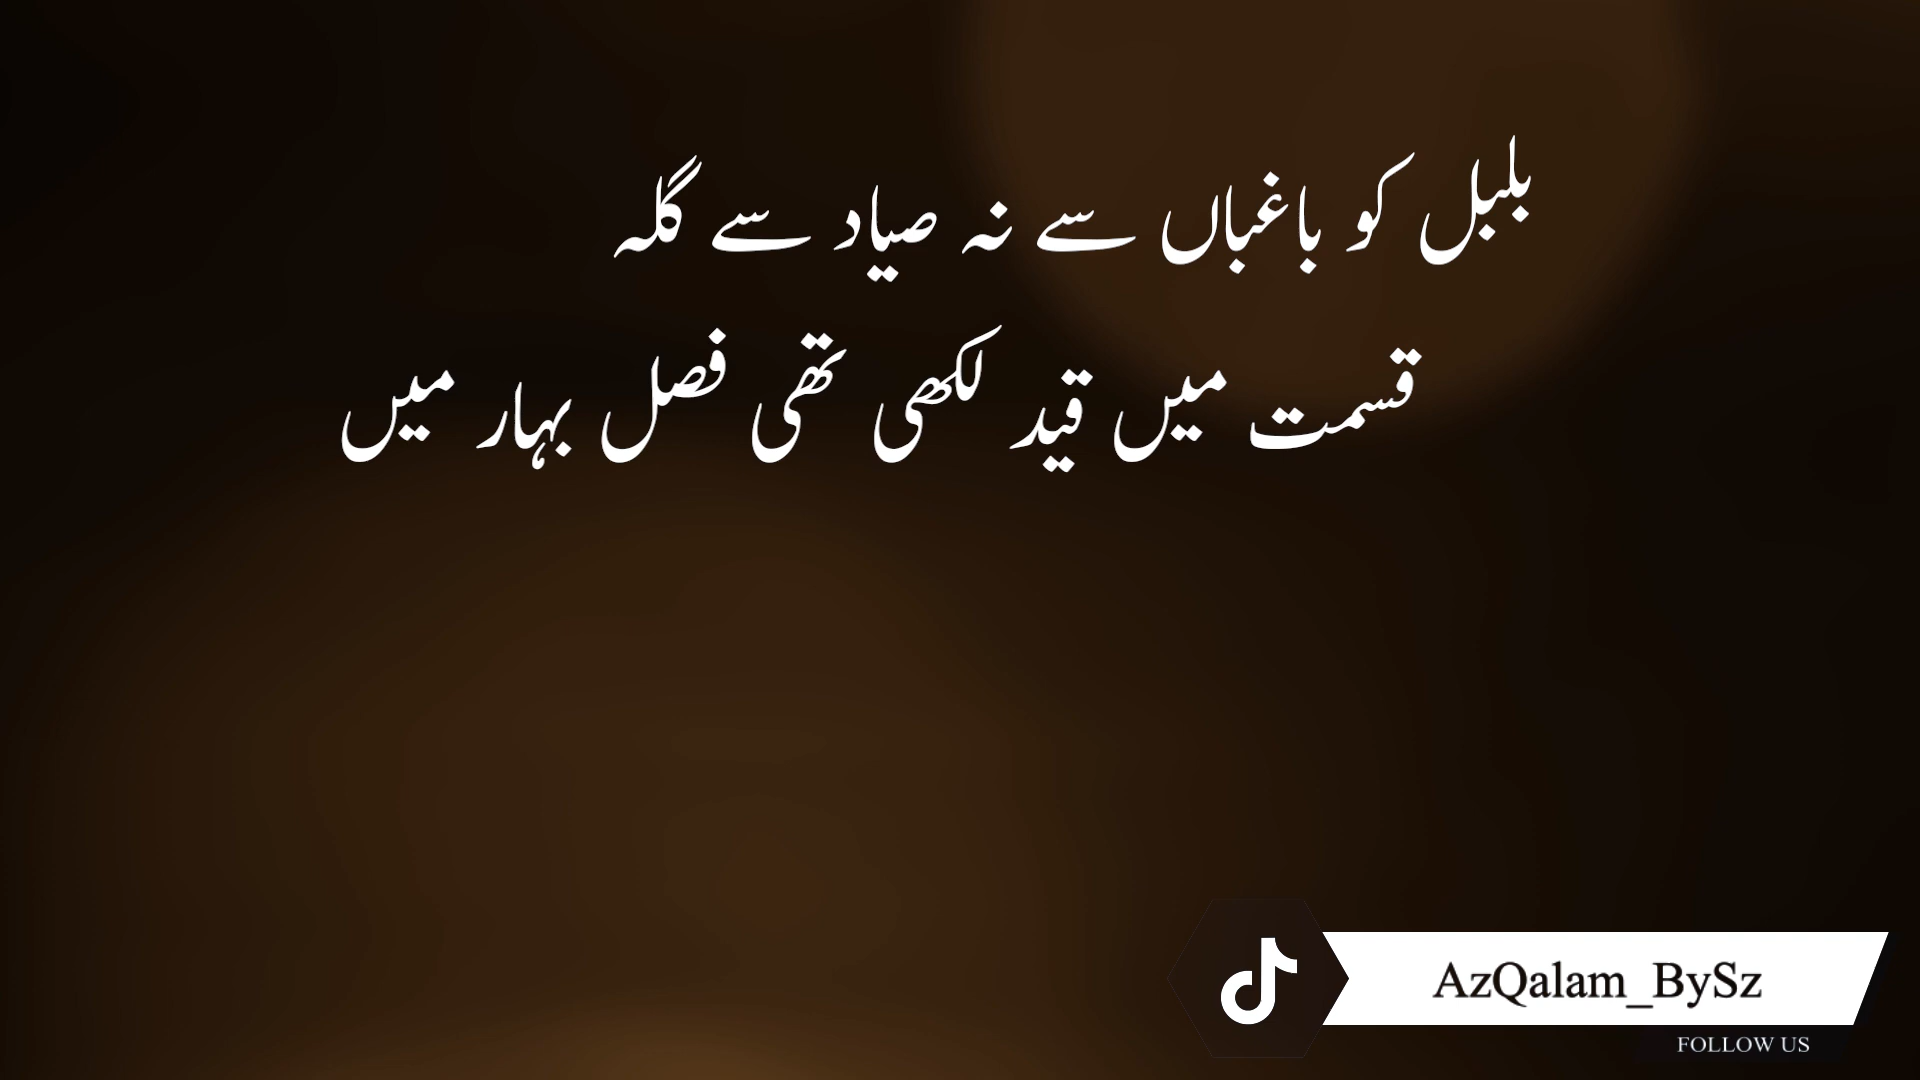 بلبل کو باغباں سے نہ صیاد سے گلہ
قسمت میں قید لکھی تھی فصل بہار میں
AzQalam_BySz
FOLLOW US